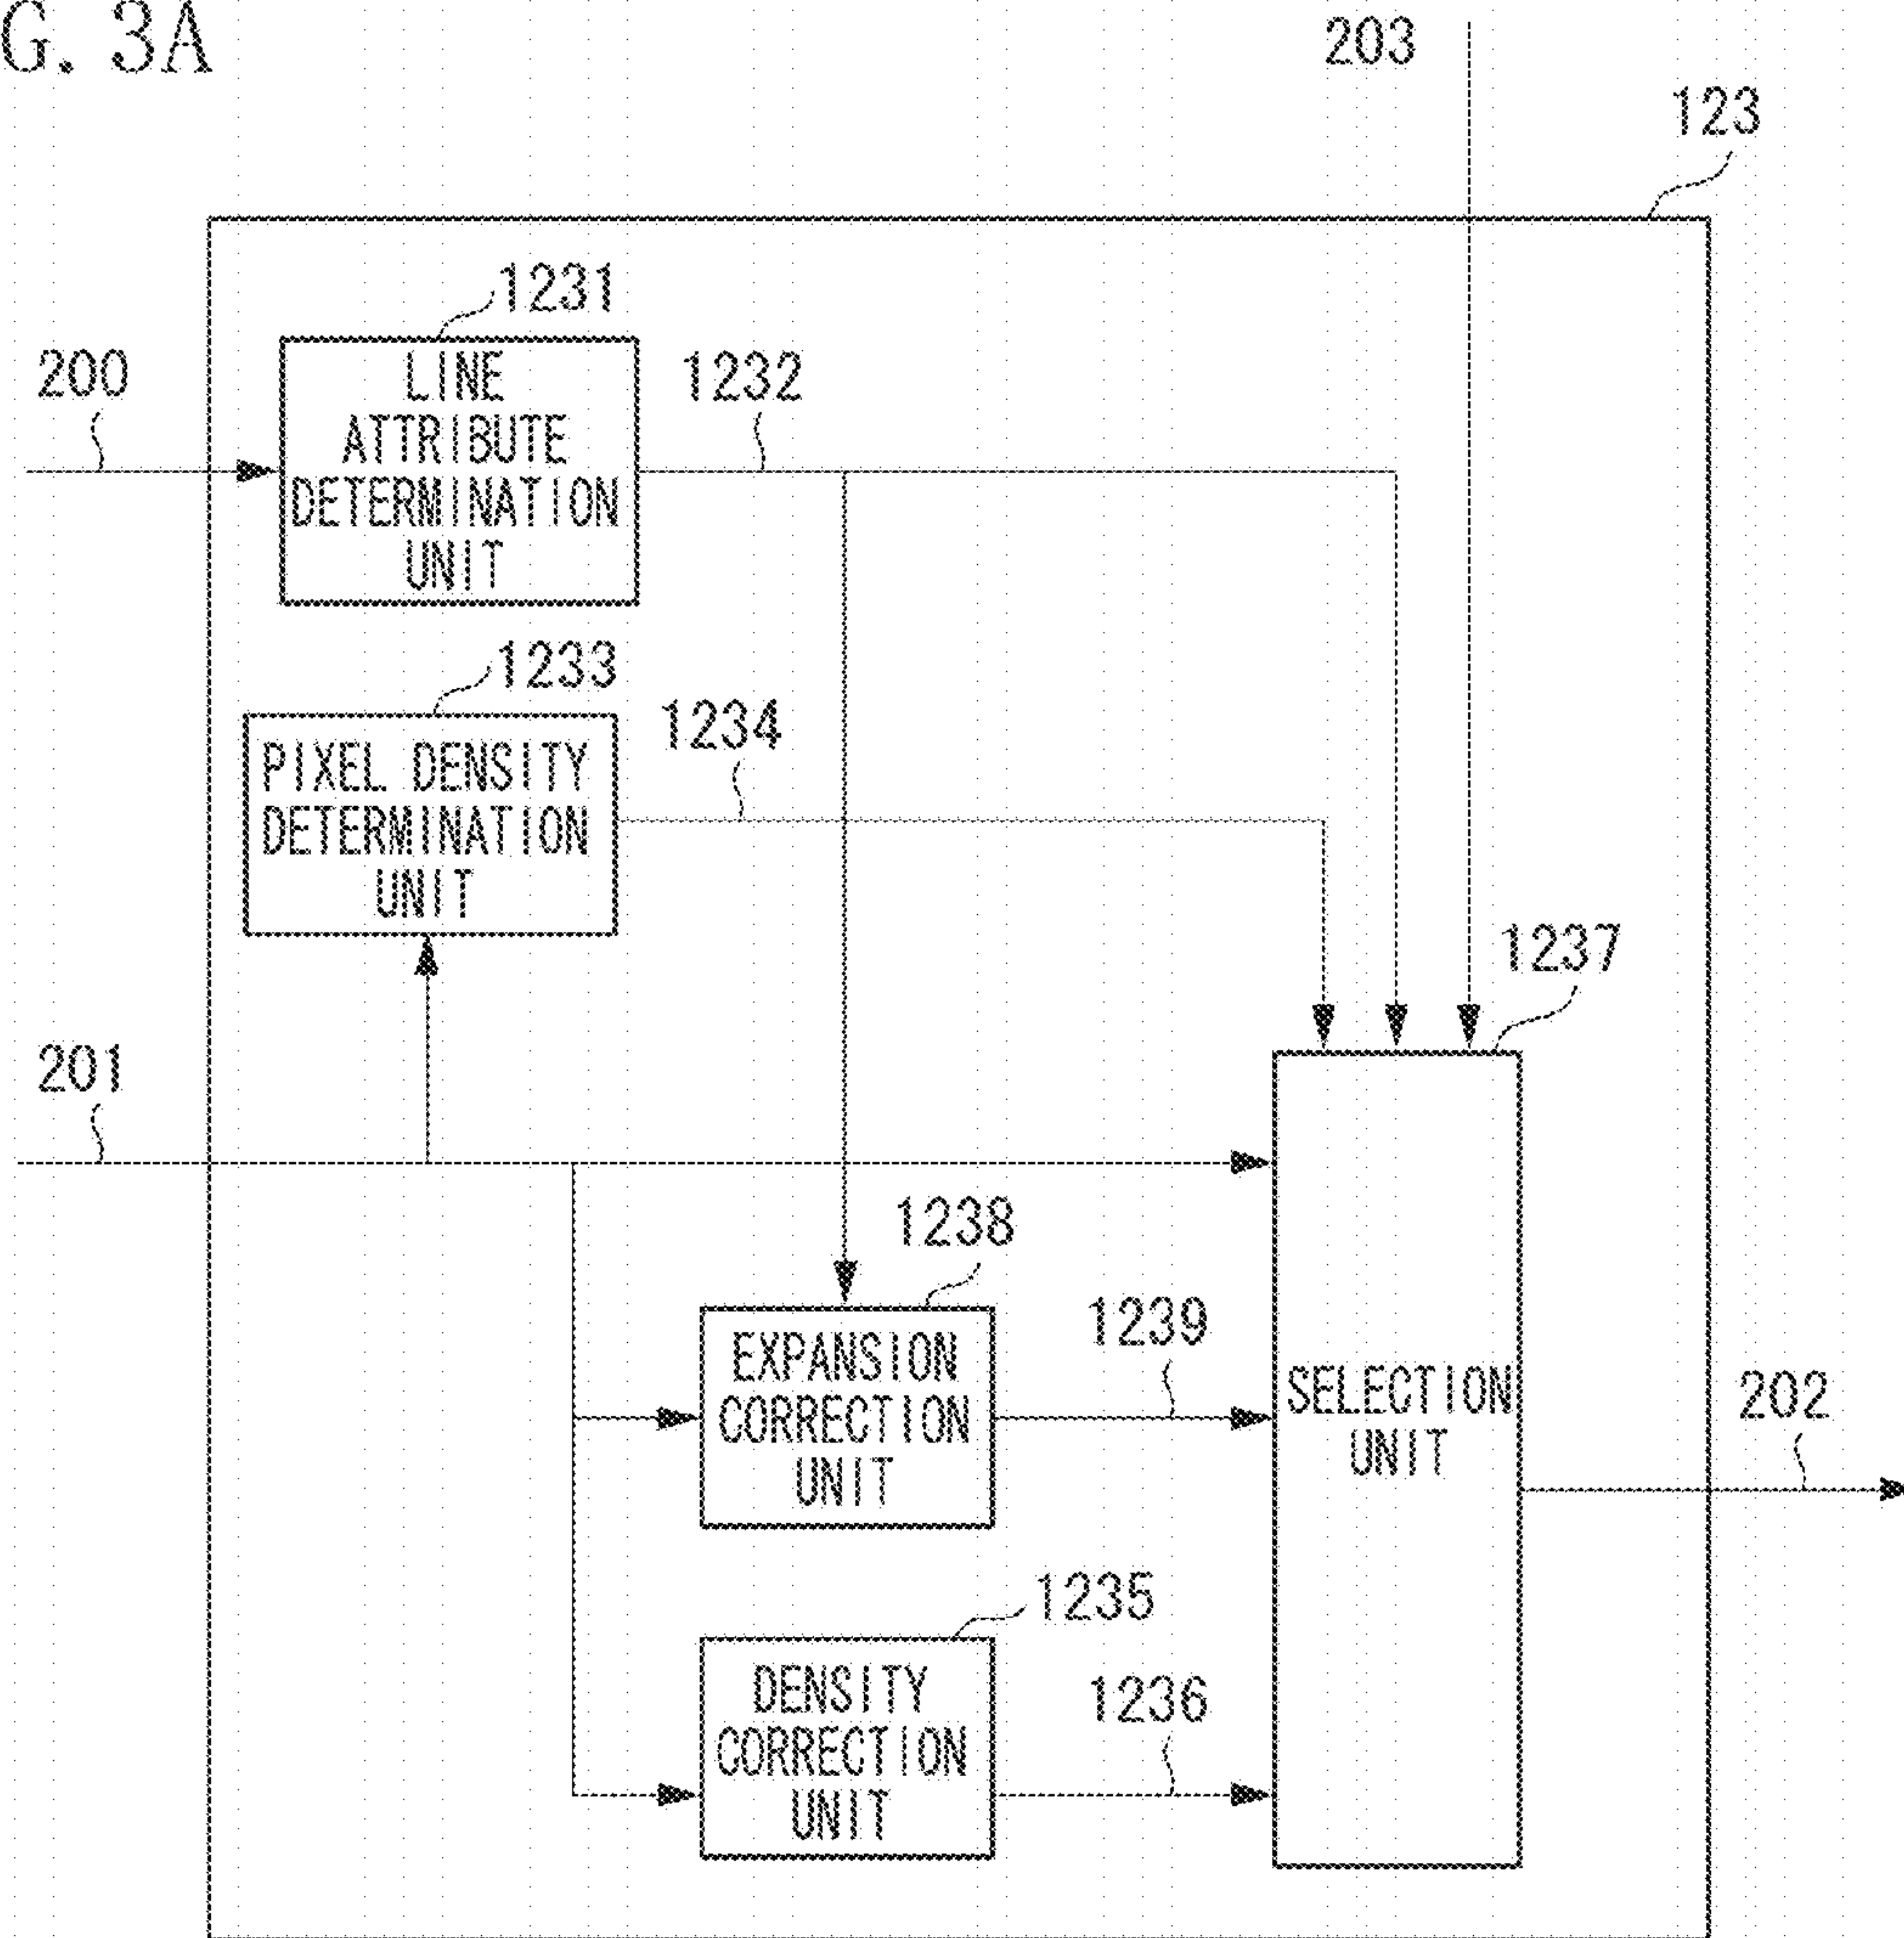 G. 3A
203
123
1231
LINE
ATTRIBUTE
DETERMINATION
UNIT
200
1232
1233
PIXEL DENSITY
DETERMINATION
UNIT
1234
1237
201
1238
EXPANSION
CORRECTION
UNIT
1239
SELECTION
UNIT
202
1235
DENSITY
CORRECTION
UNIT
1236